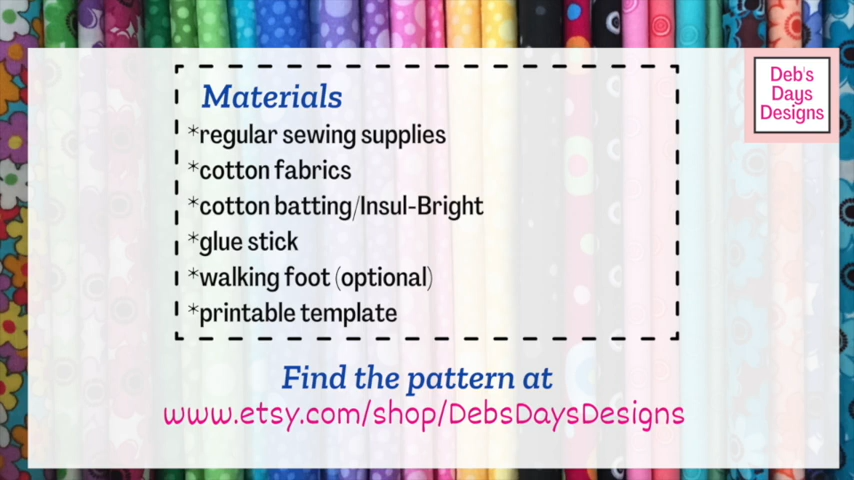 Materials
*regular sewing supplies
*cotton fabrics
*cotton batting/Insul-Bright
*glue stick
*walking foot (optional)
*printable template
Find the pattern at
www.etsy.com/shop/DebsDaysDesigns
Deb's
Days
Designs